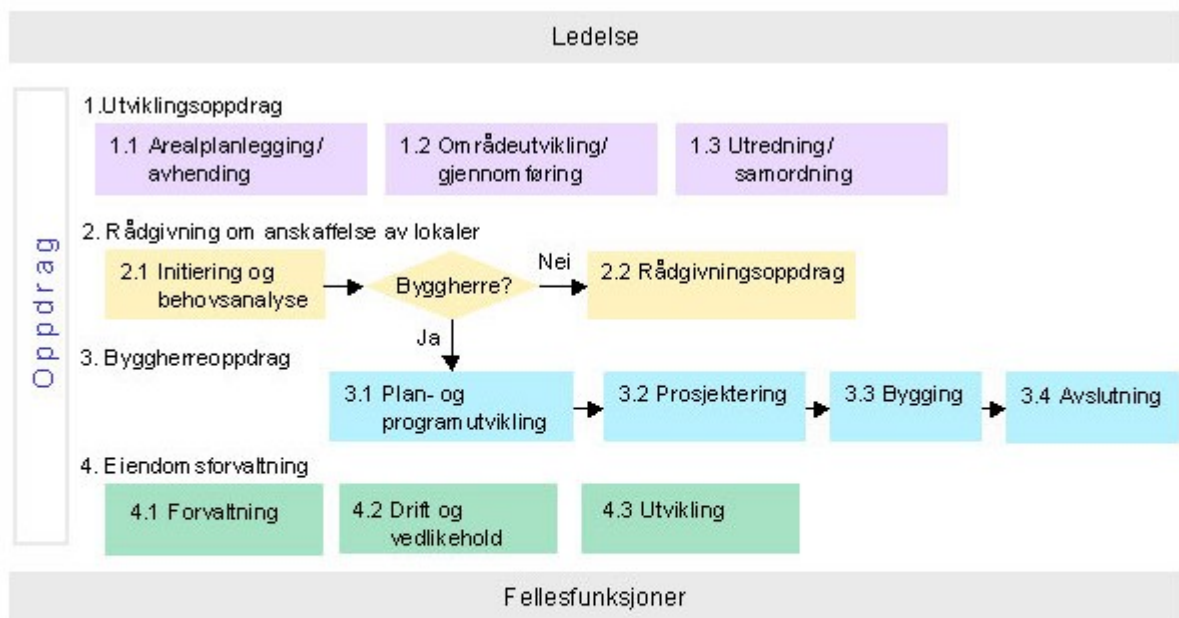 Ledelse
Oppdrag
1.Utviklingsoppdrag
1.1 Arealplanlegging/
avhending
1.2 Områdeutvikling/
gjennomføring
1.3 Utredning/
samordning
2. Rådgivning om anskaffelse av lokaler
2.1 Initiering og
behovsanalyse
Byggherre?
Nei
2.2 Rådgivningsoppdrag
Ja
3. Byggherreoppdrag
3.1 Plan- og
programutvikling
3.2 Prosjektering
3.3 Bygging
3.4 Avslutning
4. Eiendomsforvaltning
4.1 Forvaltning
4.2 Drift og
vedlikehold
4.3 Utvikling
Fellesfunksjoner